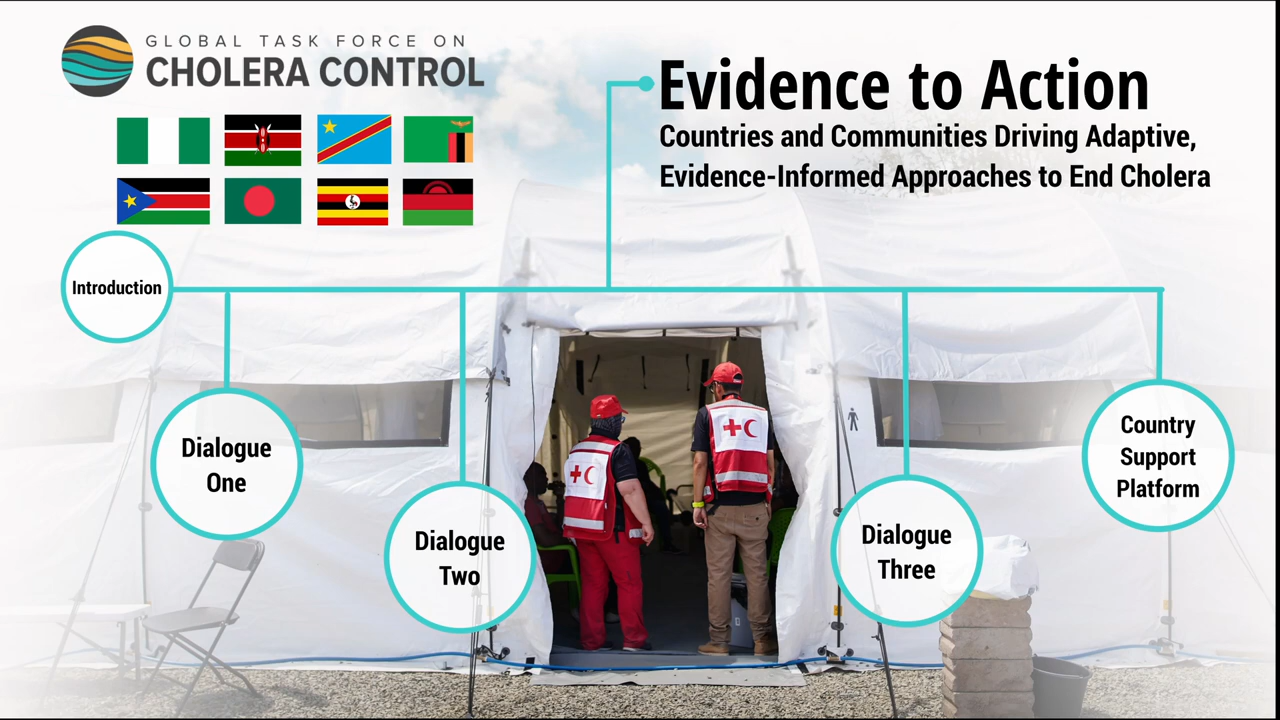 GLOBAL TASK FORCE ON
CHOLERA CONTROL
Evidence to Action
Countries and Communities Driving Adaptive,
Evidence-Informed Approaches to End Cholera
Introduction
Dialogue
One
Dialogue
Two
Dialogue
Three
Country
Support
Platform